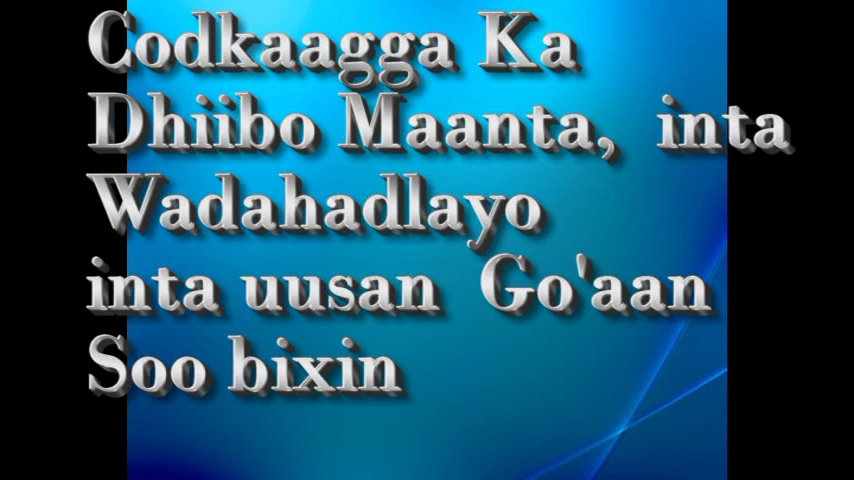 Codkaagga Ka
Dhiibo Maanta, inta
Wadahadlayo
inta uusan Go'aan
Soo bixin